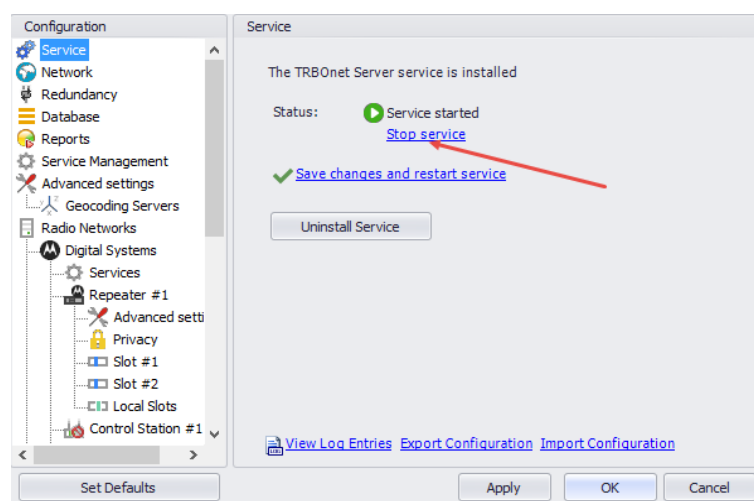 Configuration
Service
Network
Redundancy
Database
Reports
Service Management
Advanced settings
Geocoding Servers
Radio Networks
Digital Systems
Services
Repeater #1
Advanced setti
Privacy
Slot #1
Slot #2
Local Slots
Control Station #1
Set Defaults
Service
The TRBOnet Server service is installed
Status: Service started
Stop service
Save changes and restart service
Uninstall Service
View Log Entries Export Configuration Import Configuration
Apply OK Cancel